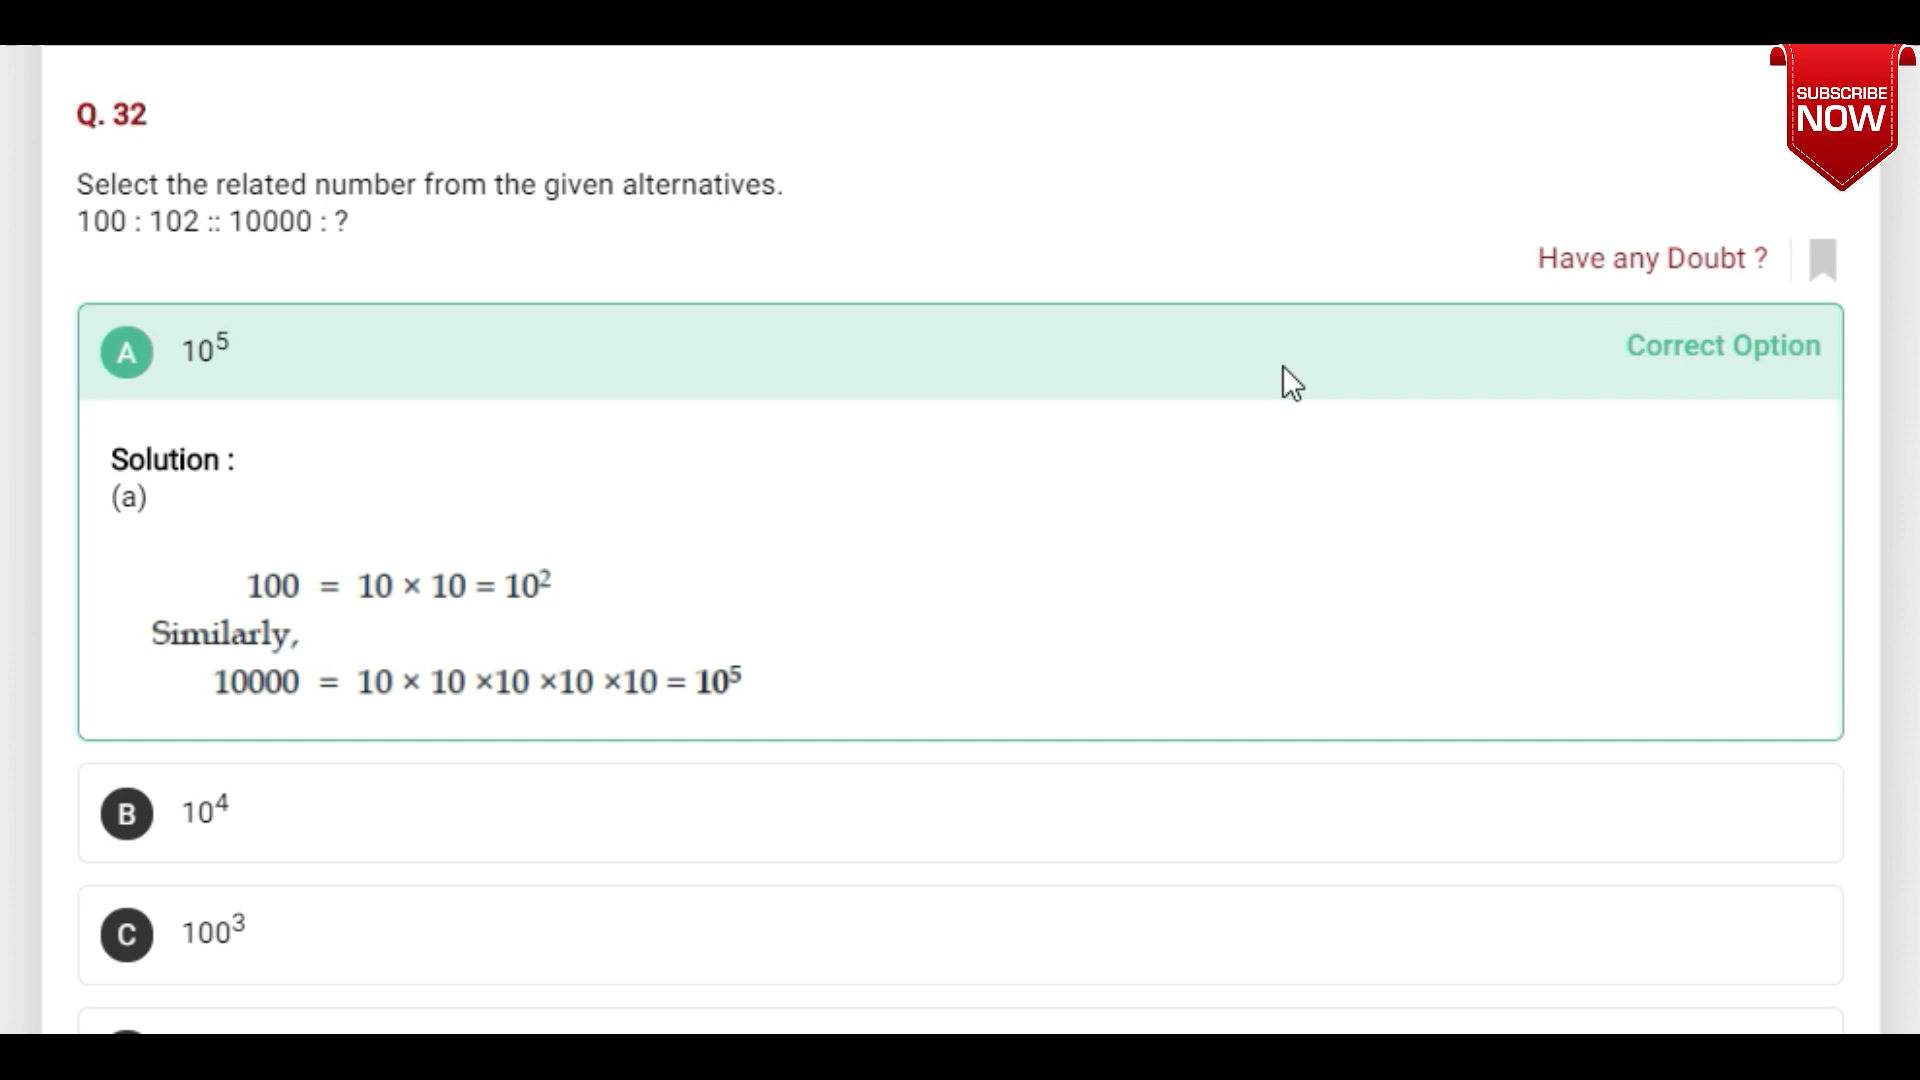 SUBSCRIBE
NOW
Q. 32
Select the related number from the given alternatives.
100 : 102 :: 10000 : ?
Have any Doubt ?
A 10⁵ Correct Option
Solution :
(a)
100 = 10 × 10 = 10²
Similarly,
10000 = 10 × 10 ×10 ×10 ×10 = 10⁵
B 10⁴
C 100³